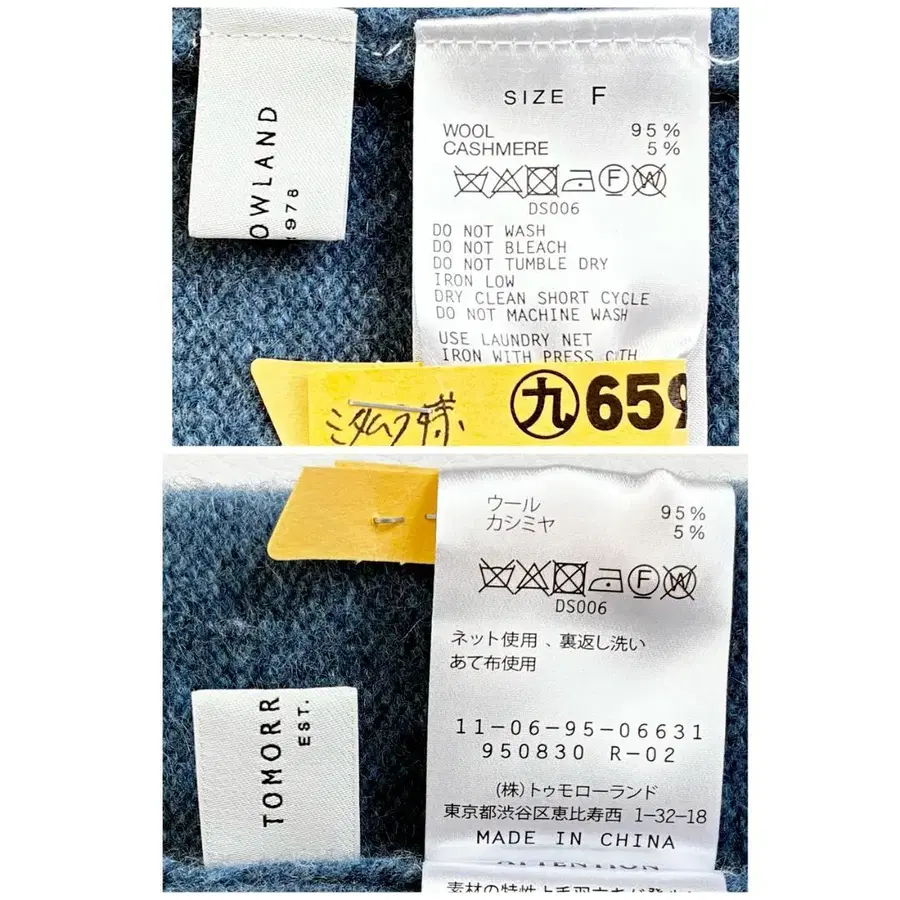 OWLAND
1978
SIZE F
WOOL 95%
CASHMERE 5%
DS006
DO NOT WASH
DO NOT BLEACH
DO NOT TUMBLE DRY
IRON LOW
DRY CLEAN SHORT CYCLE
DO NOT MACHINE WASH
USE LAUNDRY NET
IRON WITH PRESS
九 659
ウール 95%
カシミヤ 5%
DS006
ネット使用、裏返し洗い
あて布使用
TOMORR
EST.
11-06-95-06631
950830 R-02
(株)トゥモローランド
東京都渋谷区恵比寿西 1-32-18
MADE IN CHINA
ATTENTION